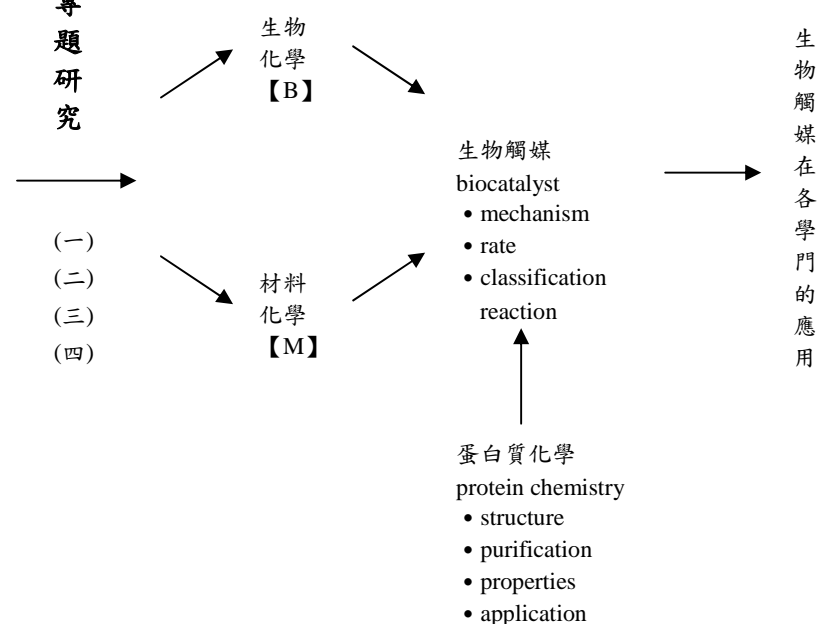 專題研究
(一)
(二)
(三)
(四)
生物
化學
【B】
材料
化學
【M】
生物觸媒
biocatalyst
• mechanism
• rate
• classification
reaction
蛋白質化學
protein chemistry
• structure
• purification
• properties
• application
生物觸媒在各學門的應用